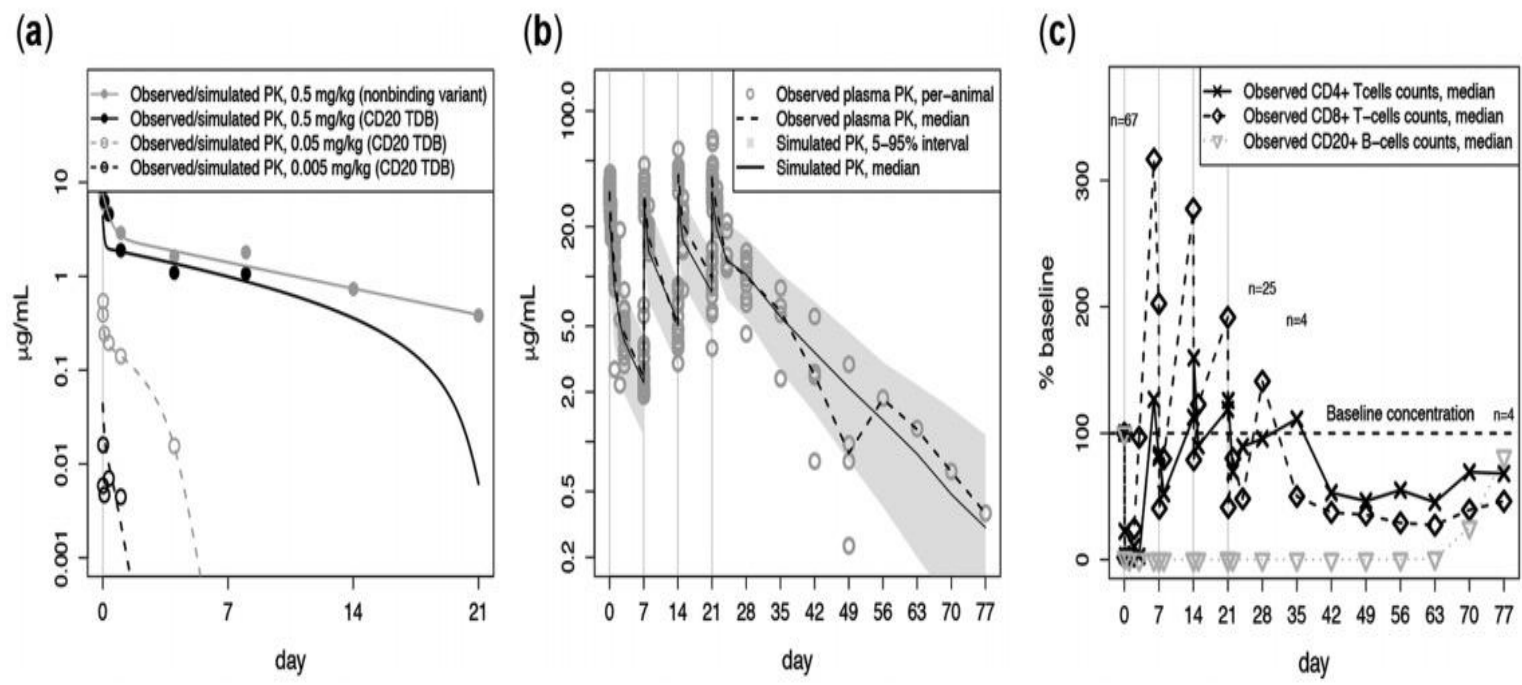 (a)
Observed/simulated PK, 0.5 mg/kg (nonbinding variant)
Observed/simulated PK, 0.5 mg/kg (CD20 TDB)
Observed/simulated PK, 0.05 mg/kg (CD20 TDB)
Observed/simulated PK, 0.005 mg/kg (CD20 TDB)
µg/mL
10
1
0.1
0.01
0.001
0
7
14
21
day
(b)
Observed plasma PK, per-animal
Observed plasma PK, median
Simulated PK, 5-95% interval
Simulated PK, median
µg/mL
100.0
20.0
5.0
2.0
0.5
0.2
0
7
14
21
28
35
42
49
56
63
70
77
day
(c)
Observed CD4+ Tcells counts, median
Observed CD8+ T-cells counts, median
Observed CD20+ B-cells counts, median
n=67
n=25
n=4
Baseline concentration
n=4
% baseline
300
200
100
0
0
7
14
21
28
35
42
49
56
63
70
77
day